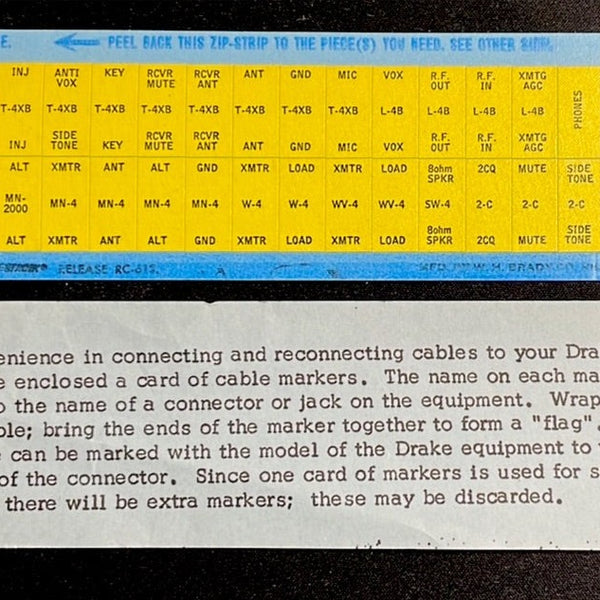 E. PEEL BACK THIS ZIP-STRIP TO THE PIECE(S) YOU NEED. SEE OTHER SIDE.
INJ ANTI VOX KEY RCVR MUTE RCVR ANT ANT GND MIC VOX R.F. OUT R.F. IN XMTG AGC PHONES
T-4XB T-4XB T-4XB T-4XB T-4XB T-4XB T-4XB T-4XB L-4B L-4B L-4B L-4B
INJ SIDE TONE KEY RCVR MUTE RCVR ANT ANT GND MIC VOX R.F. OUT R.F. IN XMTG AGC
ALT XMTR ANT ALT GND XMTR LOAD XMTR LOAD 8ohm SPKR 2CQ MUTE SIDE TONE
MN-2000 MN-4 MN-4 MN-4 MN-4 W-4 W-4 WV-4 WV-4 SW-4 2-C 2-C 2-C
ALT XMTR ANT ALT GND XMTR LOAD XMTR LOAD 8ohm SPKR 2CQ MUTE SIDE TONE
RELEASE W. H. BRADY CO.
enience in connecting and reconnecting cables to your Dra
e enclosed a card of cable markers. The name on each ma
o the name of a connector or jack on the equipment. Wrap
ble; bring the ends of the marker together to form a "flag".
can be marked with the model of the Drake equipment to
of the connector. Since one card of markers is used for s
there will be extra markers; these may be discarded.